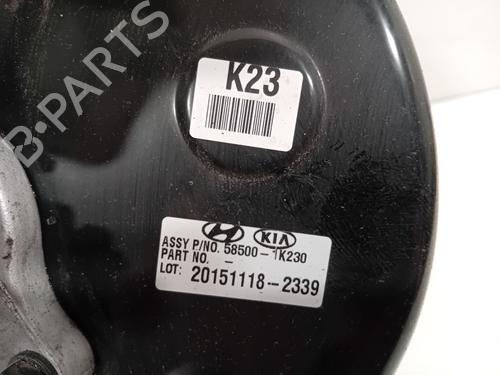 B-PARTS
K23
KIA
ASSY P/NO. 58500-1K230
PART NO. -
LOT: 20151118-2339